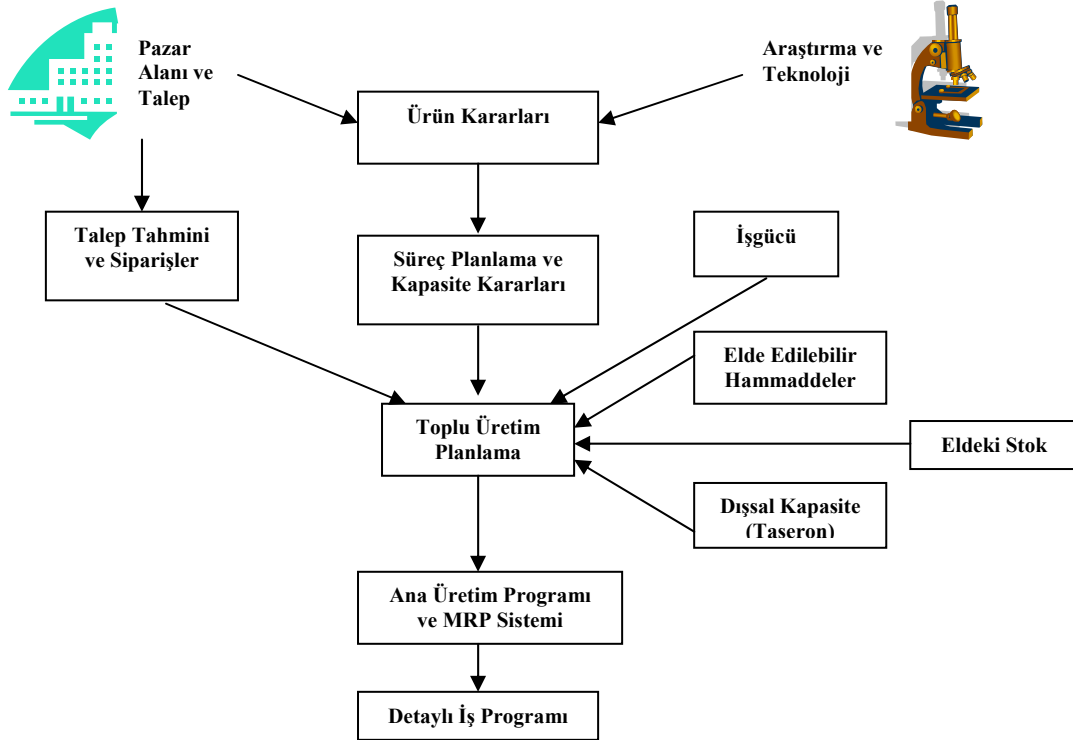 Pazar
Alanı ve
Talep
Araştırma ve
Teknoloji
Ürün Kararları
Talep Tahmini
ve Siparişler
Süreç Planlama ve
Kapasite Kararları
İşgücü
Elde Edilebilir
Hammaddeler
Toplu Üretim
Planlama
Eldeki Stok
Dışsal Kapasite
(Taseron)
Ana Üretim Programı
ve MRP Sistemi
Detaylı İş Programı